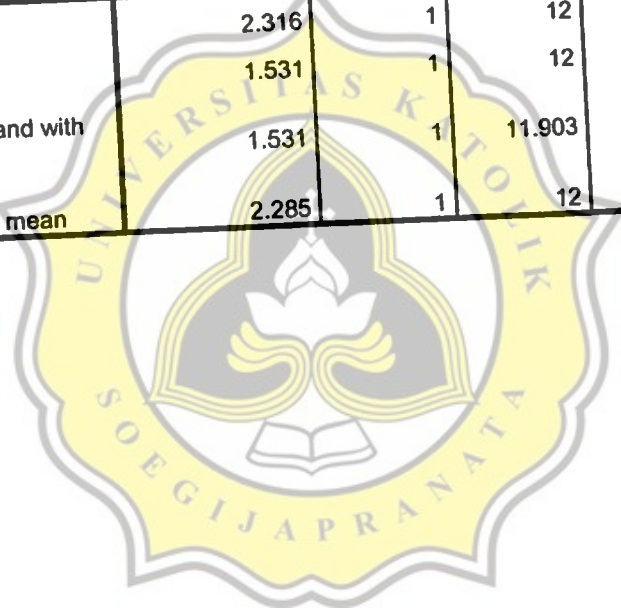 2.316 1 12
1.531 1 12
and with 1.531 1 11.903
mean 2.285 1 12
UNIVERSITAS KATOLIK
SOEGIJAPRANATA